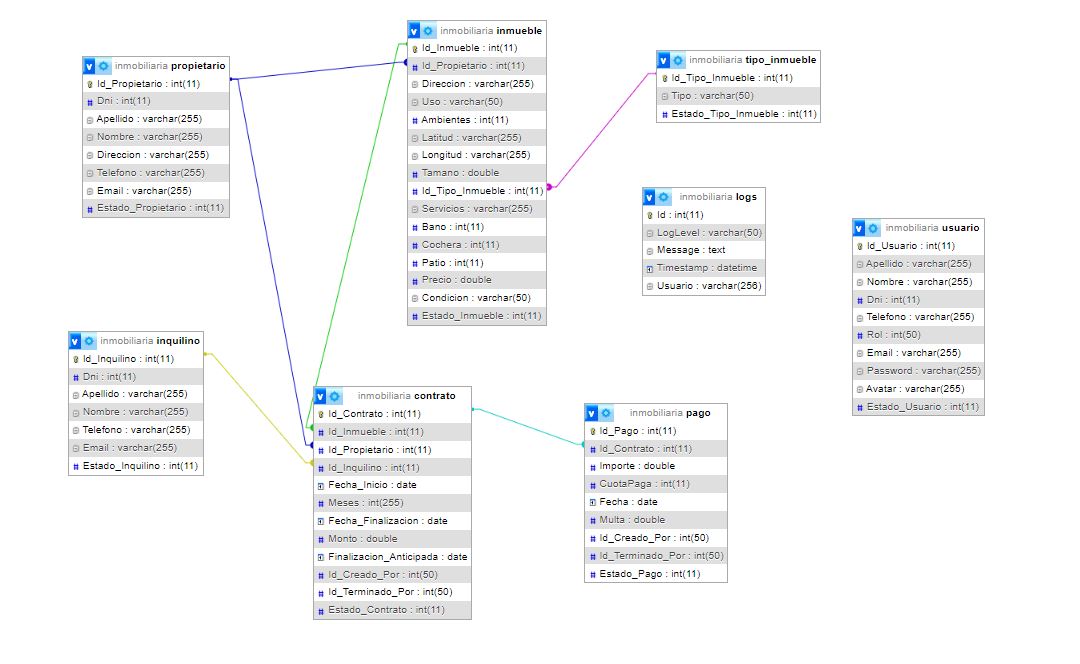 inmobiliaria propietario
Id_Propietario : int(11)
Dni : int(11)
Apellido : varchar(255)
Nombre : varchar(255)
Direccion : varchar(255)
Telefono : varchar(255)
Email : varchar(255)
Estado_Propietario : int(11)
inmobiliaria inmueble
Id_Inmueble : int(11)
Id_Propietario : int(11)
Direccion : varchar(255)
Uso : varchar(50)
Ambientes : int(11)
Latitud : varchar(255)
Longitud : varchar(255)
Tamano : double
Id_Tipo_Inmueble : int(11)
Servicios : varchar(255)
Bano : int(11)
Cochera : int(11)
Patio : int(11)
Precio : double
Condicion : varchar(50)
Estado_Inmueble : int(11)
inmobiliaria tipo_inmueble
Id_Tipo_Inmueble : int(11)
Tipo : varchar(50)
Estado_Tipo_Inmueble : int(11)
inmobiliaria logs
Id : int(11)
LogLevel : varchar(50)
Message : text
Timestamp : datetime
Usuario : varchar(256)
inmobiliaria usuario
Id_Usuario : int(11)
Apellido : varchar(255)
Nombre : varchar(255)
Dni : int(11)
Telefono : varchar(255)
Rol : int(50)
Email : varchar(255)
Password : varchar(255)
Avatar : varchar(255)
Estado_Usuario : int(11)
inmobiliaria inquilino
Id_Inquilino : int(11)
Dni : int(11)
Apellido : varchar(255)
Nombre : varchar(255)
Telefono : varchar(255)
Email : varchar(255)
Estado_Inquilino : int(11)
inmobiliaria contrato
Id_Contrato : int(11)
Id_Inmueble : int(11)
Id_Propietario : int(11)
Id_Inquilino : int(11)
Fecha_Inicio : date
Meses : int(255)
Fecha_Finalizacion : date
Monto : double
Finalizacion_Anticipada : date
Id_Creado_Por : int(50)
Id_Terminado_Por : int(50)
Estado_Contrato : int(11)
inmobiliaria pago
Id_Pago : int(11)
Id_Contrato : int(11)
Importe : double
CuotaPaga : int(11)
Fecha : date
Multa : double
Id_Creado_Por : int(50)
Id_Terminado_Por : int(50)
Estado_Pago : int(11)